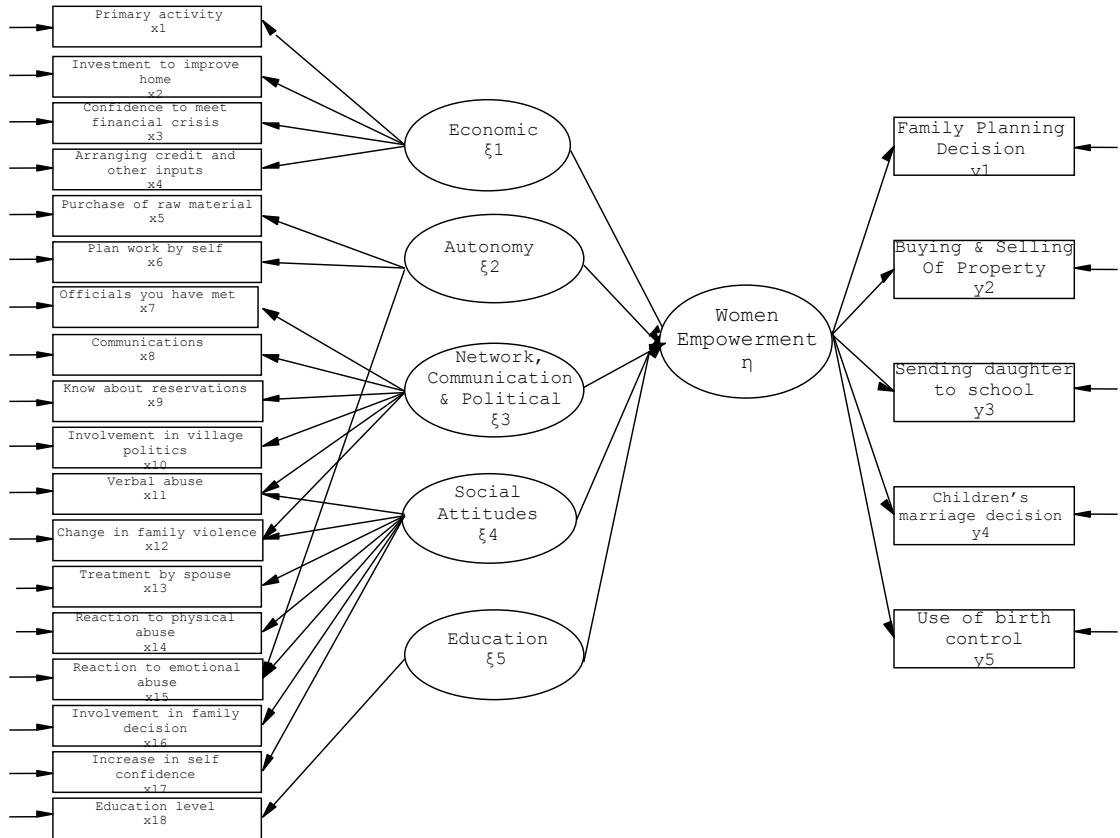 Primary activity
x1
Investment to improve
home
x2
Confidence to meet
financial crisis
x3
Arranging credit and
other inputs
x4
Purchase of raw material
x5
Plan work by self
x6
Officials you have met
x7
Communications
x8
Know about reservations
x9
Involvement in village
politics
x10
Verbal abuse
x11
Change in family violence
x12
Treatment by spouse
x13
Reaction to physical
abuse
x14
Reaction to emotional
abuse
x15
Involvement in family
decision
x16
Increase in self
confidence
x17
Education level
x18
Economic
ξ1
Autonomy
ξ2
Network,
Communication
& Political
ξ3
Social
Attitudes
ξ4
Education
ξ5
Women
Empowerment
η
Family Planning
Decision
y1
Buying & Selling
Of Property
y2
Sending daughter
to school
y3
Children’s
marriage decision
y4
Use of birth
control
y5